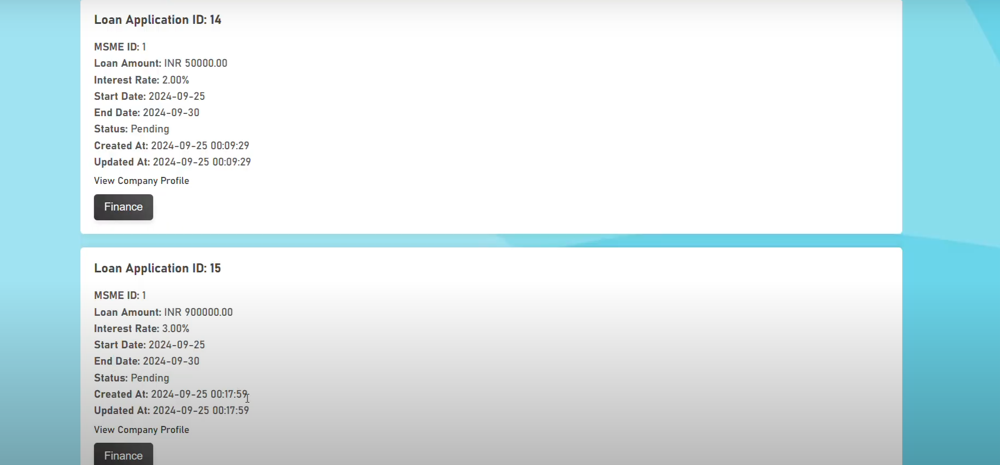 Loan Application ID: 14
MSME ID: 1
Loan Amount: INR 50000.00
Interest Rate: 2.00%
Start Date: 2024-09-25
End Date: 2024-09-30
Status: Pending
Created At: 2024-09-25 00:09:29
Updated At: 2024-09-25 00:09:29
View Company Profile
Finance
Loan Application ID: 15
MSME ID: 1
Loan Amount: INR 900000.00
Interest Rate: 3.00%
Start Date: 2024-09-25
End Date: 2024-09-30
Status: Pending
Created At: 2024-09-25 00:17:59
Updated At: 2024-09-25 00:17:59
View Company Profile
Finance